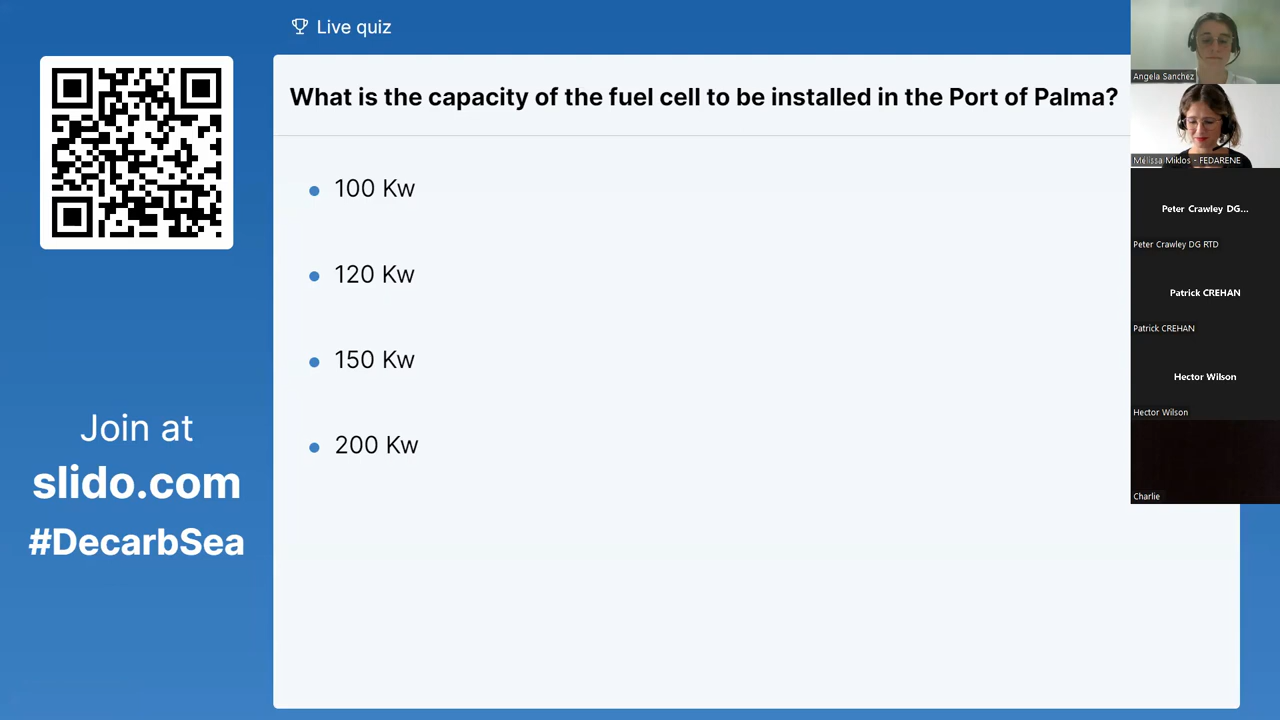 Live quiz
What is the capacity of the fuel cell to be installed in the Port of Palma?
100 Kw
120 Kw
150 Kw
200 Kw
Join at
slido.com
#DecarbSea
Angela Sanchez
Mélissa Miklos - FEDARENE
Peter Crawley DG...
Peter Crawley DG RTD
Patrick CREHAN
Patrick CREHAN
Hector Wilson
Hector Wilson
Charlie